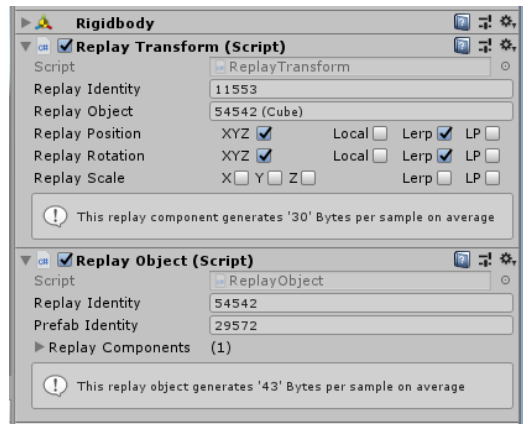 Rigidbody
Replay Transform (Script)
Script ReplayTransform
Replay Identity 11553
Replay Object 54542 (Cube)
Replay Position XYZ Local Lerp LP
Replay Rotation XYZ Local Lerp LP
Replay Scale X Y Z Lerp LP
This replay component generates '30' Bytes per sample on average
Replay Object (Script)
Script ReplayObject
Replay Identity 54542
Prefab Identity 29572
Replay Components (1)
This replay object generates '43' Bytes per sample on average